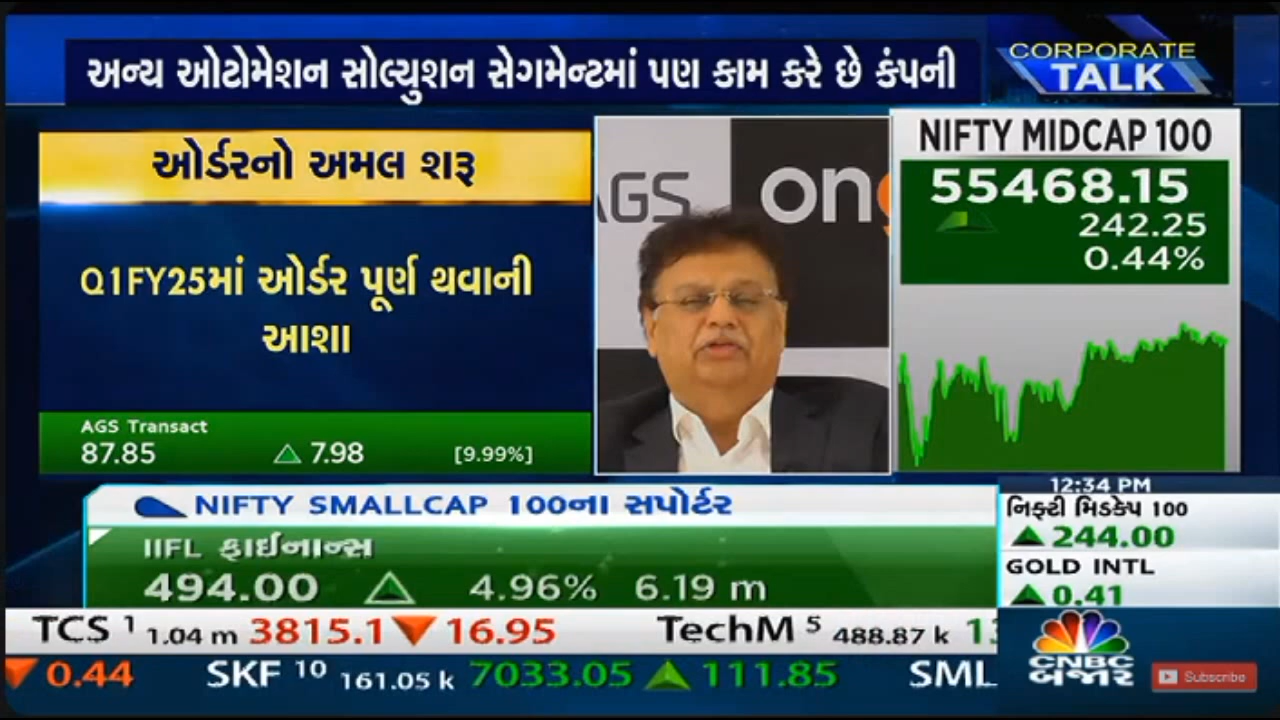 અન્ય ઓટોમેશન સોલ્યુશન સેગમેન્ટમાં પણ કામ કરે છે કંપની
CORPORATE
TALK
ઓર્ડરનો અમલ શરૂ
Q1FY25માં ઓર્ડર પૂર્ણ થવાની
આશા
AGS Transact
87.85 7.98 [9.99%]
AGS on
NIFTY MIDCAP 100
55468.15
242.25
0.44%
NIFTY SMALLCAP 100ના સપોર્ટર
IIFL ફાઈનાન્સ
494.00 4.96% 6.19 m
12:34 PM
નિફ્ટી મિડકેપ 100
244.00
GOLD INTL
0.41
TCS 1 1.04 m 3815.1 16.95 TechM 5 488.87 k
0.44 SKF 10 161.05 k 7033.05 111.85 SML
CNBC
બજાર
Subscribe